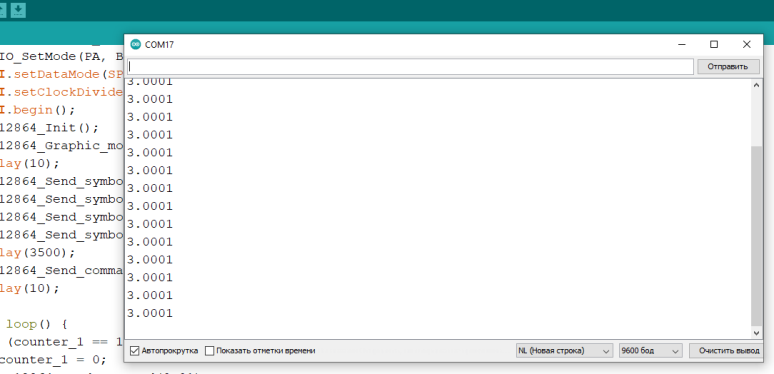 COM17
Отправить
IO_SetMode(PA, B
I.setDataMode(SP
I.setClockDivide
I.begin();
12864_Init();
12864_Graphic_mo
lay(10);
12864_Send_symbo
12864_Send_symbo
12864_Send_symbo
12864_Send_symbo
lay(3500);
12864_Send_comma
lay(10);
loop() {
(counter_1 == 1
counter_1 = 0;
3.0001
3.0001
3.0001
3.0001
3.0001
3.0001
3.0001
3.0001
3.0001
3.0001
3.0001
3.0001
3.0001
3.0001
Автопрокрутка Показать отметки времени NL (Новая строка) 9600 бод Очистить вывод